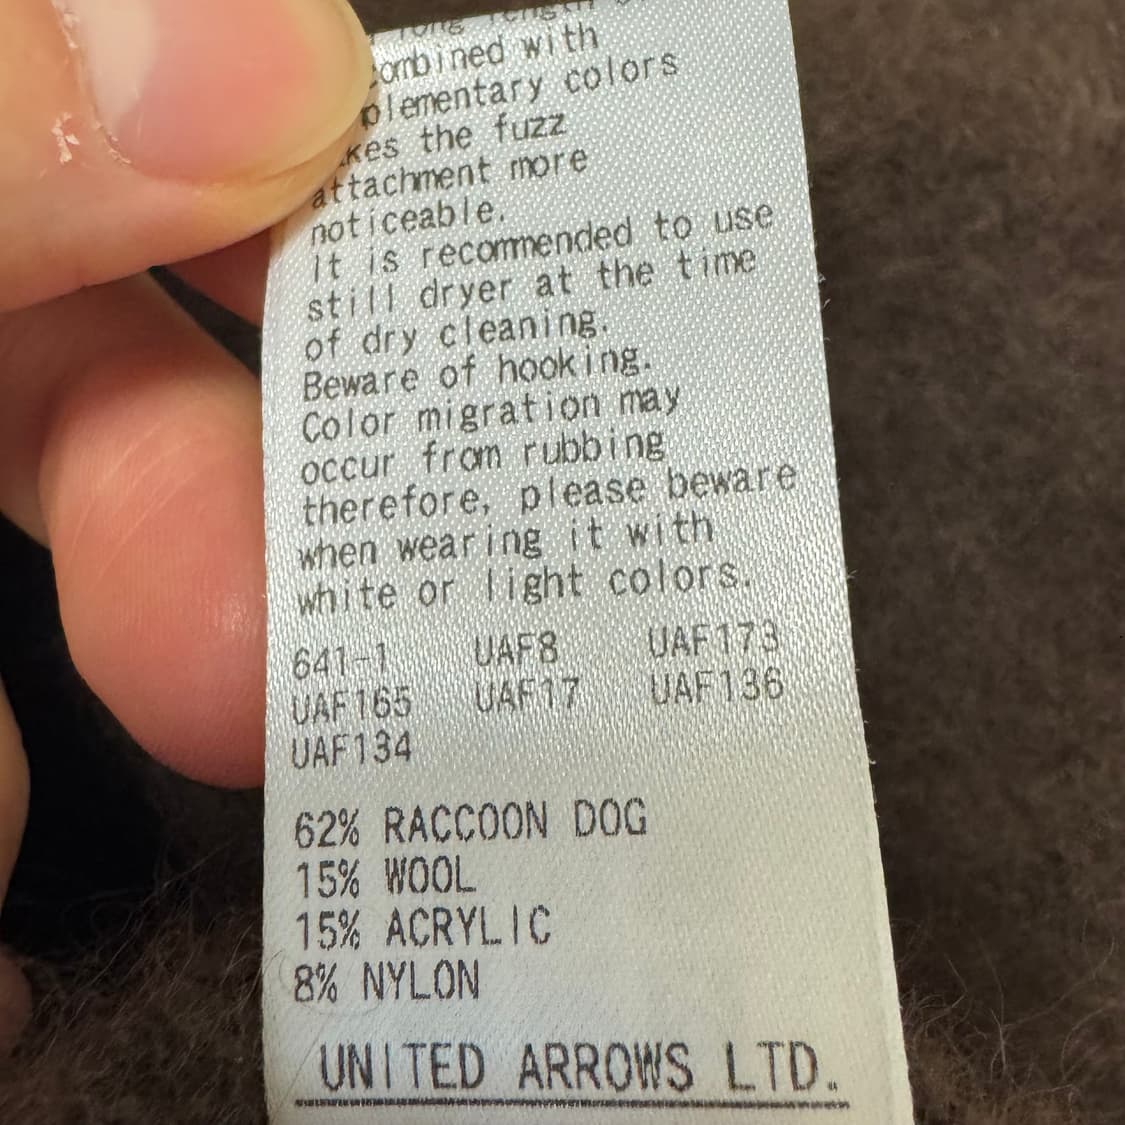 long length
combined with
plementary colors
kes the fuzz
attachment more
noticeable.
It is recommended to use
still dryer at the time
of dry cleaning.
Beware of hooking.
Color migration may
occur from rubbing
therefore, please beware
when wearing it with
white or light colors.
641-1 UAF8 UAF173
UAF165 UAF17 UAF136
UAF134
62% RACCOON DOG
15% WOOL
15% ACRYLIC
8% NYLON
UNITED ARROWS LTD.